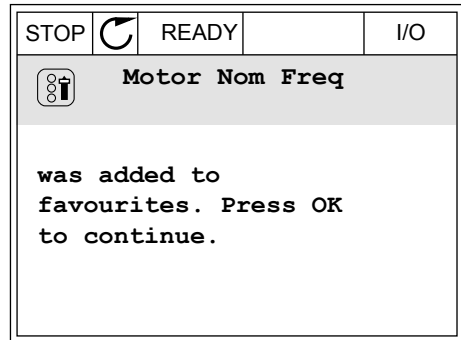 STOP READY I/O
Motor Nom Freq
was added to
favourites. Press OK
to continue.